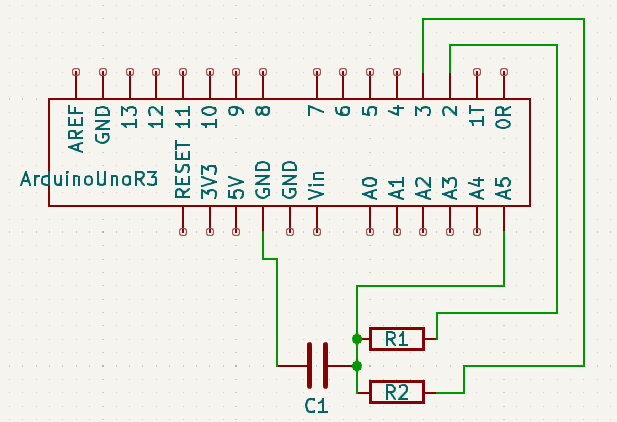 AREF GND 13 12 11 10 9 8 7 6 5 4 3 2 1T 0R
ArduinoUnoR3
RESET 3V3 5V GND GND Vin A0 A1 A2 A3 A4 A5
R1
R2
C1